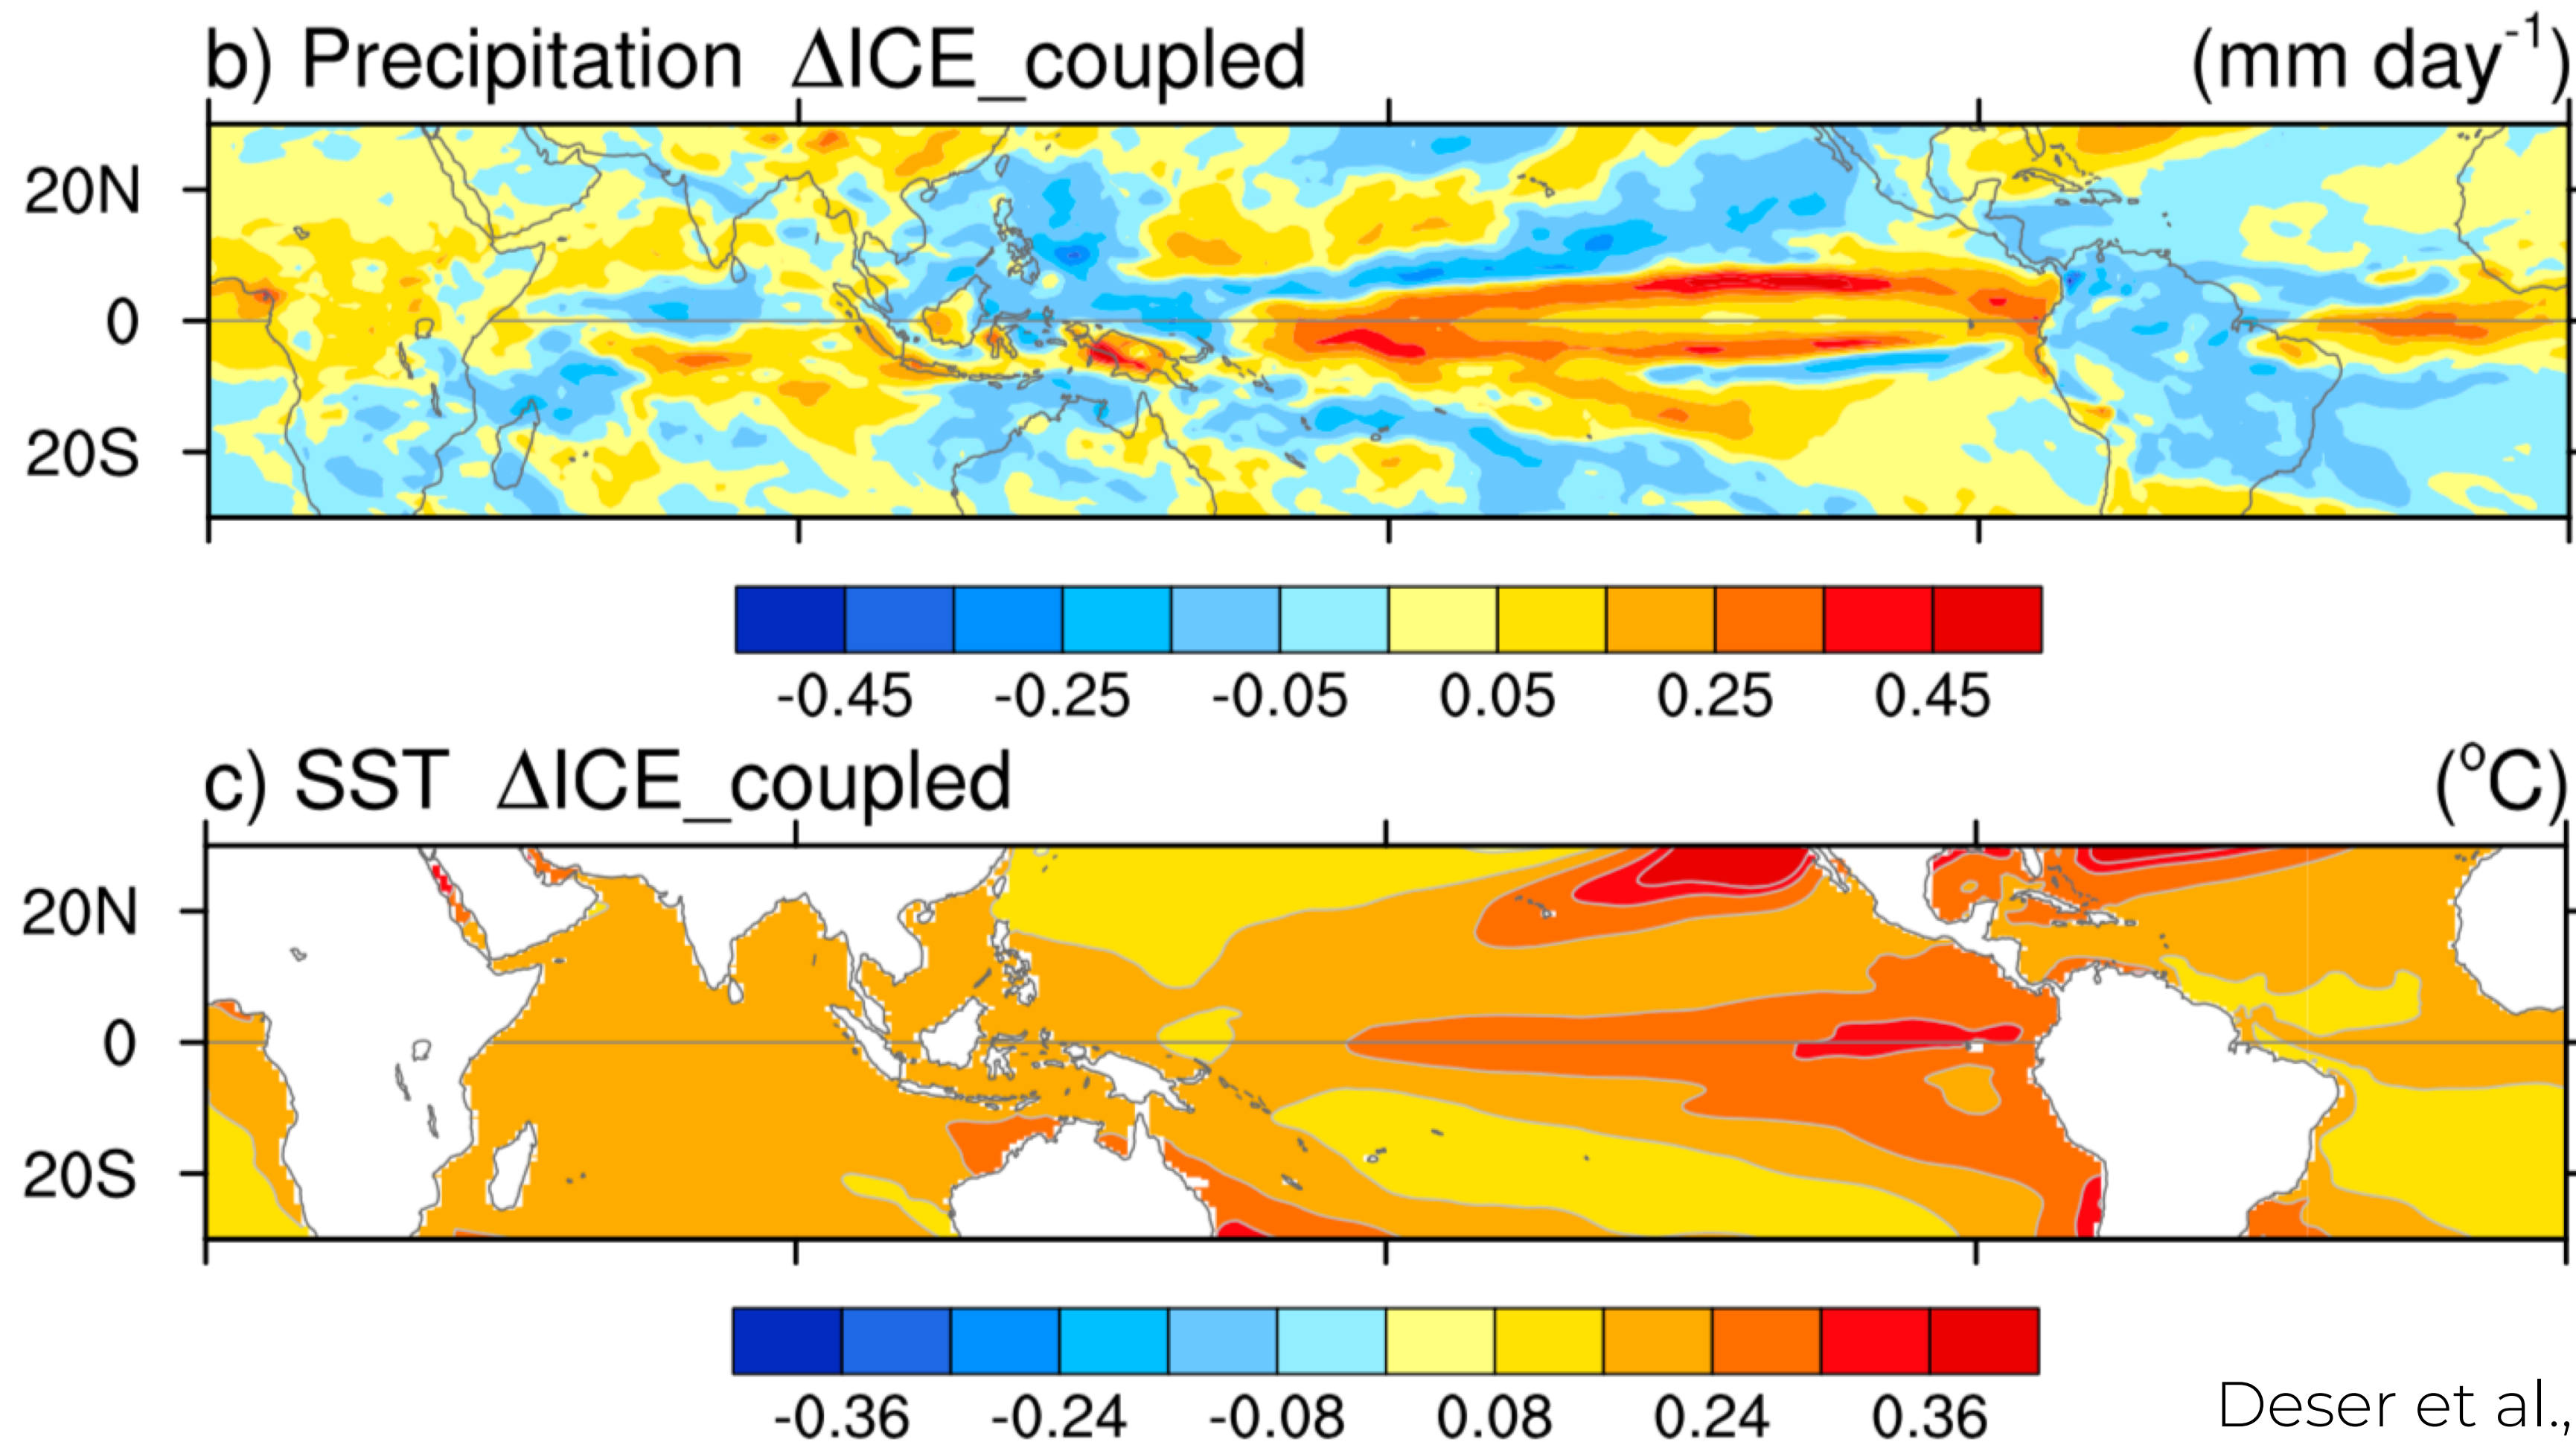 b) Precipitation ΔICE_coupled (mm day⁻¹)
20N
0
20S
-0.45 -0.25 -0.05 0.05 0.25 0.45
c) SST ΔICE_coupled (°C)
20N
0
20S
-0.36 -0.24 -0.08 0.08 0.24 0.36
Deser et al.,